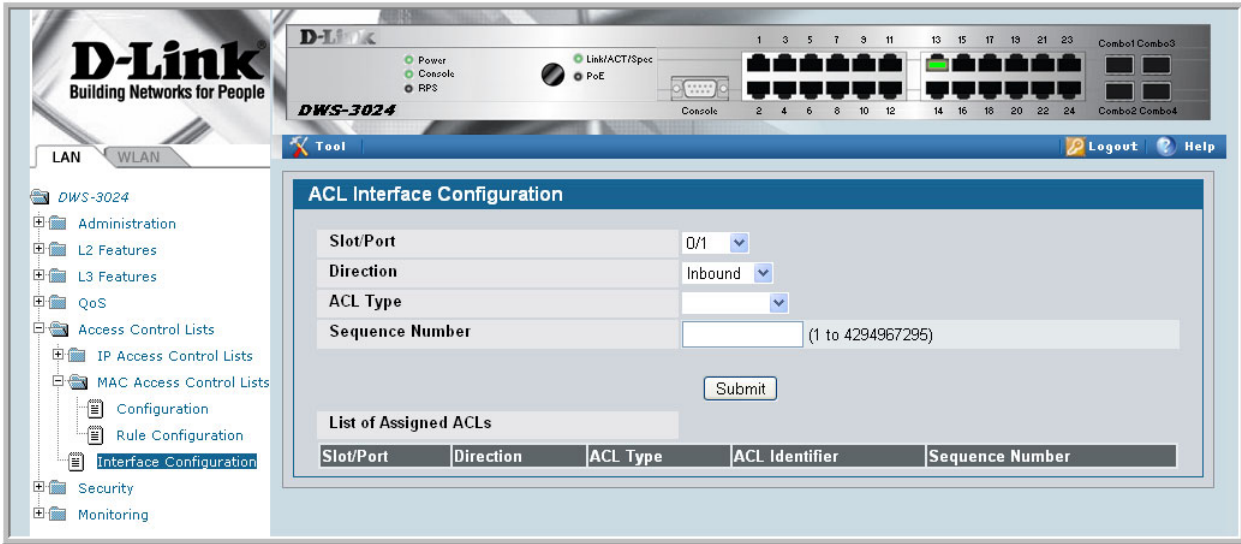 D-Link
Building Networks for People
D-Link
Power
Console
RPS
Link/ACT/Spee
PoE
DWS-3024
Console
1 3 5 7 9 11
2 4 6 8 10 12
13 15 17 19 21 23
14 16 18 20 22 24
Combo1 Combo3
Combo2 Combo4
LAN
WLAN
Tool
Logout
Help
DWS-3024
Administration
L2 Features
L3 Features
QoS
Access Control Lists
IP Access Control Lists
MAC Access Control Lists
Configuration
Rule Configuration
Interface Configuration
Security
Monitoring
ACL Interface Configuration
Slot/Port 0/1
Direction Inbound
ACL Type
Sequence Number (1 to 4294967295)
Submit
List of Assigned ACLs
Slot/Port Direction ACL Type ACL Identifier Sequence Number